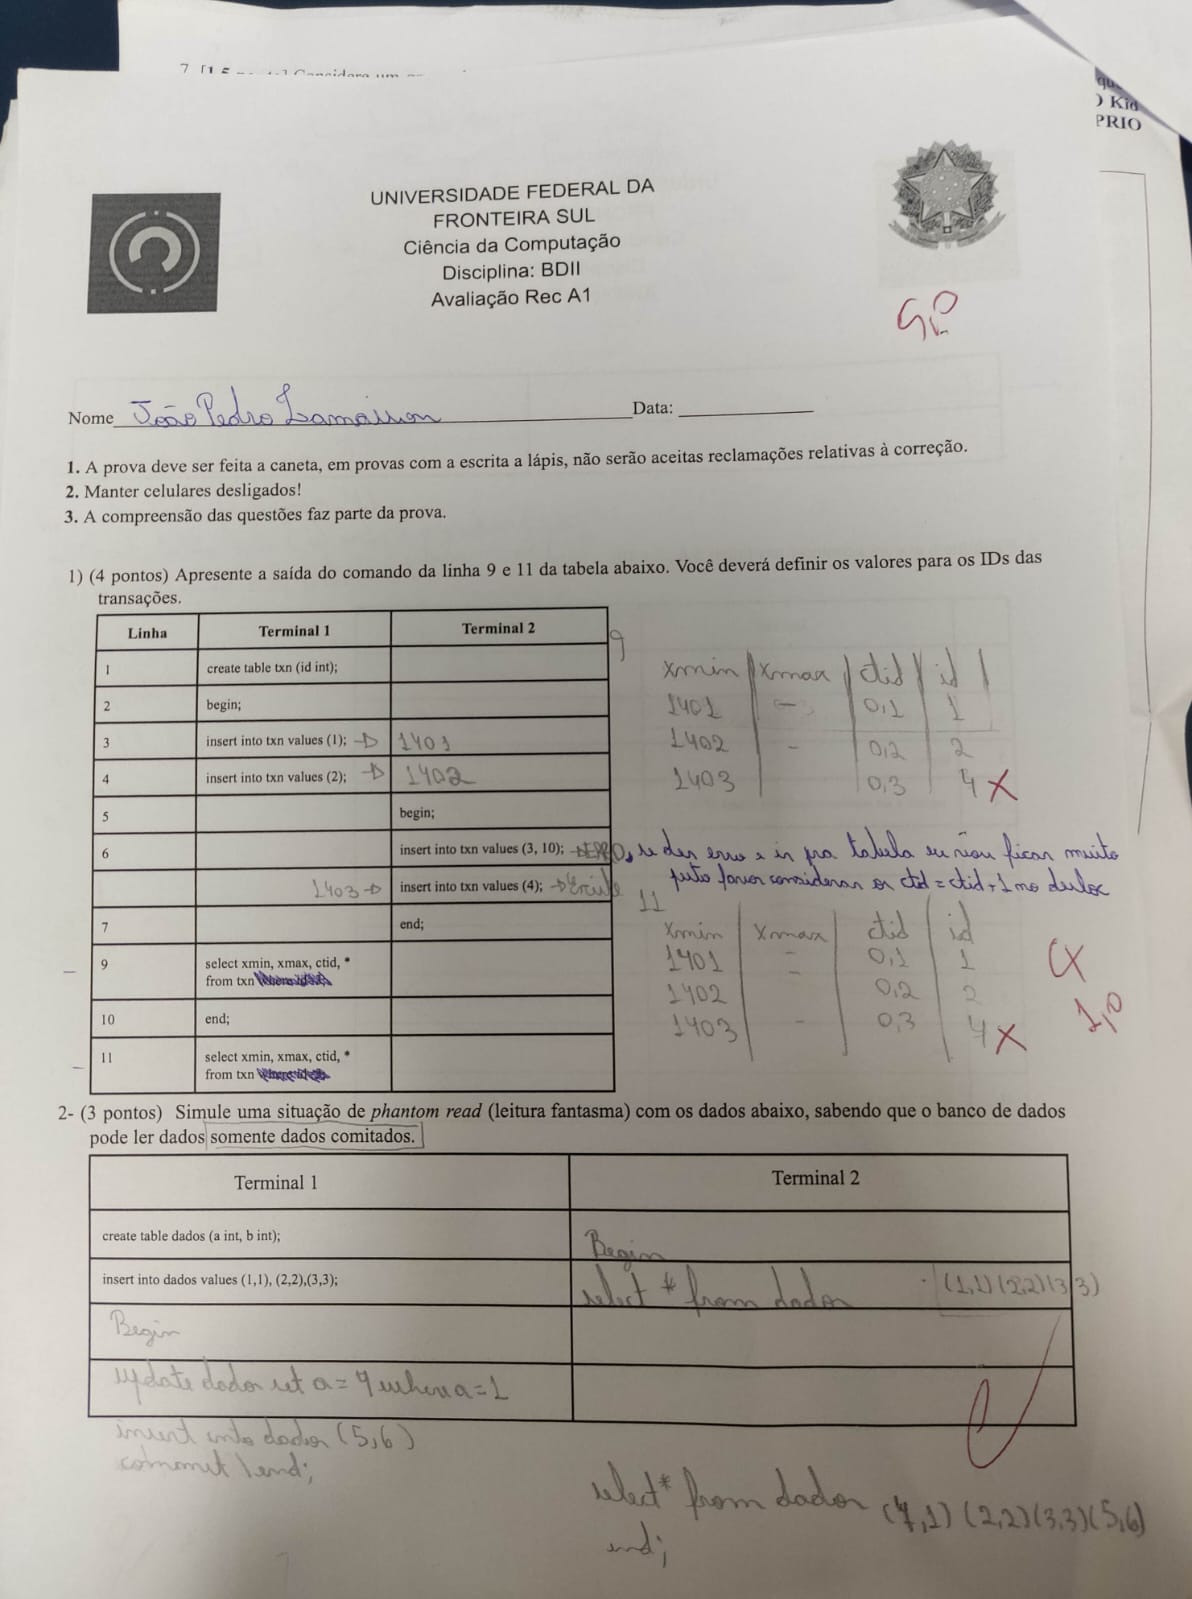 qu
O Kid
PRIO
UNIVERSIDADE FEDERAL DA
FRONTEIRA SUL
Ciência da Computação
Disciplina: BDII
Avaliação Rec A1
Nome João Pedro Data:
1. A prova deve ser feita a caneta, em provas com a escrita a lápis, não serão aceitas reclamações relativas à correção.
2. Manter celulares desligados!
3. A compreensão das questões faz parte da prova.
1) (4 pontos) Apresente a saída do comando da linha 9 e 11 da tabela abaixo. Você deverá definir os valores para os IDs das
transações.
Linha Terminal 1 Terminal 2
1 create table txn (id int);
2 begin;
3 insert into txn values (1); 1401
4 insert into txn values (2); 1402
5 begin;
6 insert into txn values (3, 10); ERRO, se der erro e ir pra tabela eu vou ficar muito
puto favor considerar os ctid = ctid + 1 no
1403 insert into txn values (4);
7 end;
9 select xmin, xmax, ctid, *
from txn
10 end;
11 select xmin, xmax, ctid, *
from txn
9
xmin xmax ctid id
1401 - 0,1 1
1402 - 0,2 2
1403 0,3 4 X
11
xmin xmax ctid id
1401 - 0,1 1
1402 - 0,2 2
1403 - 0,3 4 X
1,0
2- (3 pontos) Simule uma situação de phantom read (leitura fantasma) com os dados abaixo, sabendo que o banco de dados
pode ler dados somente dados comitados.
Terminal 1 Terminal 2
create table dados (a int, b int); Begin
insert into dados values (1,1), (2,2),(3,3); select * from dados (1,1) (2,2) (3,3)
Begin
update dados set a = 4 where a = 1
insert into dados (5,6)
commit \ end;
select * from dados (4,1) (2,2) (3,3) (5,6)
end;